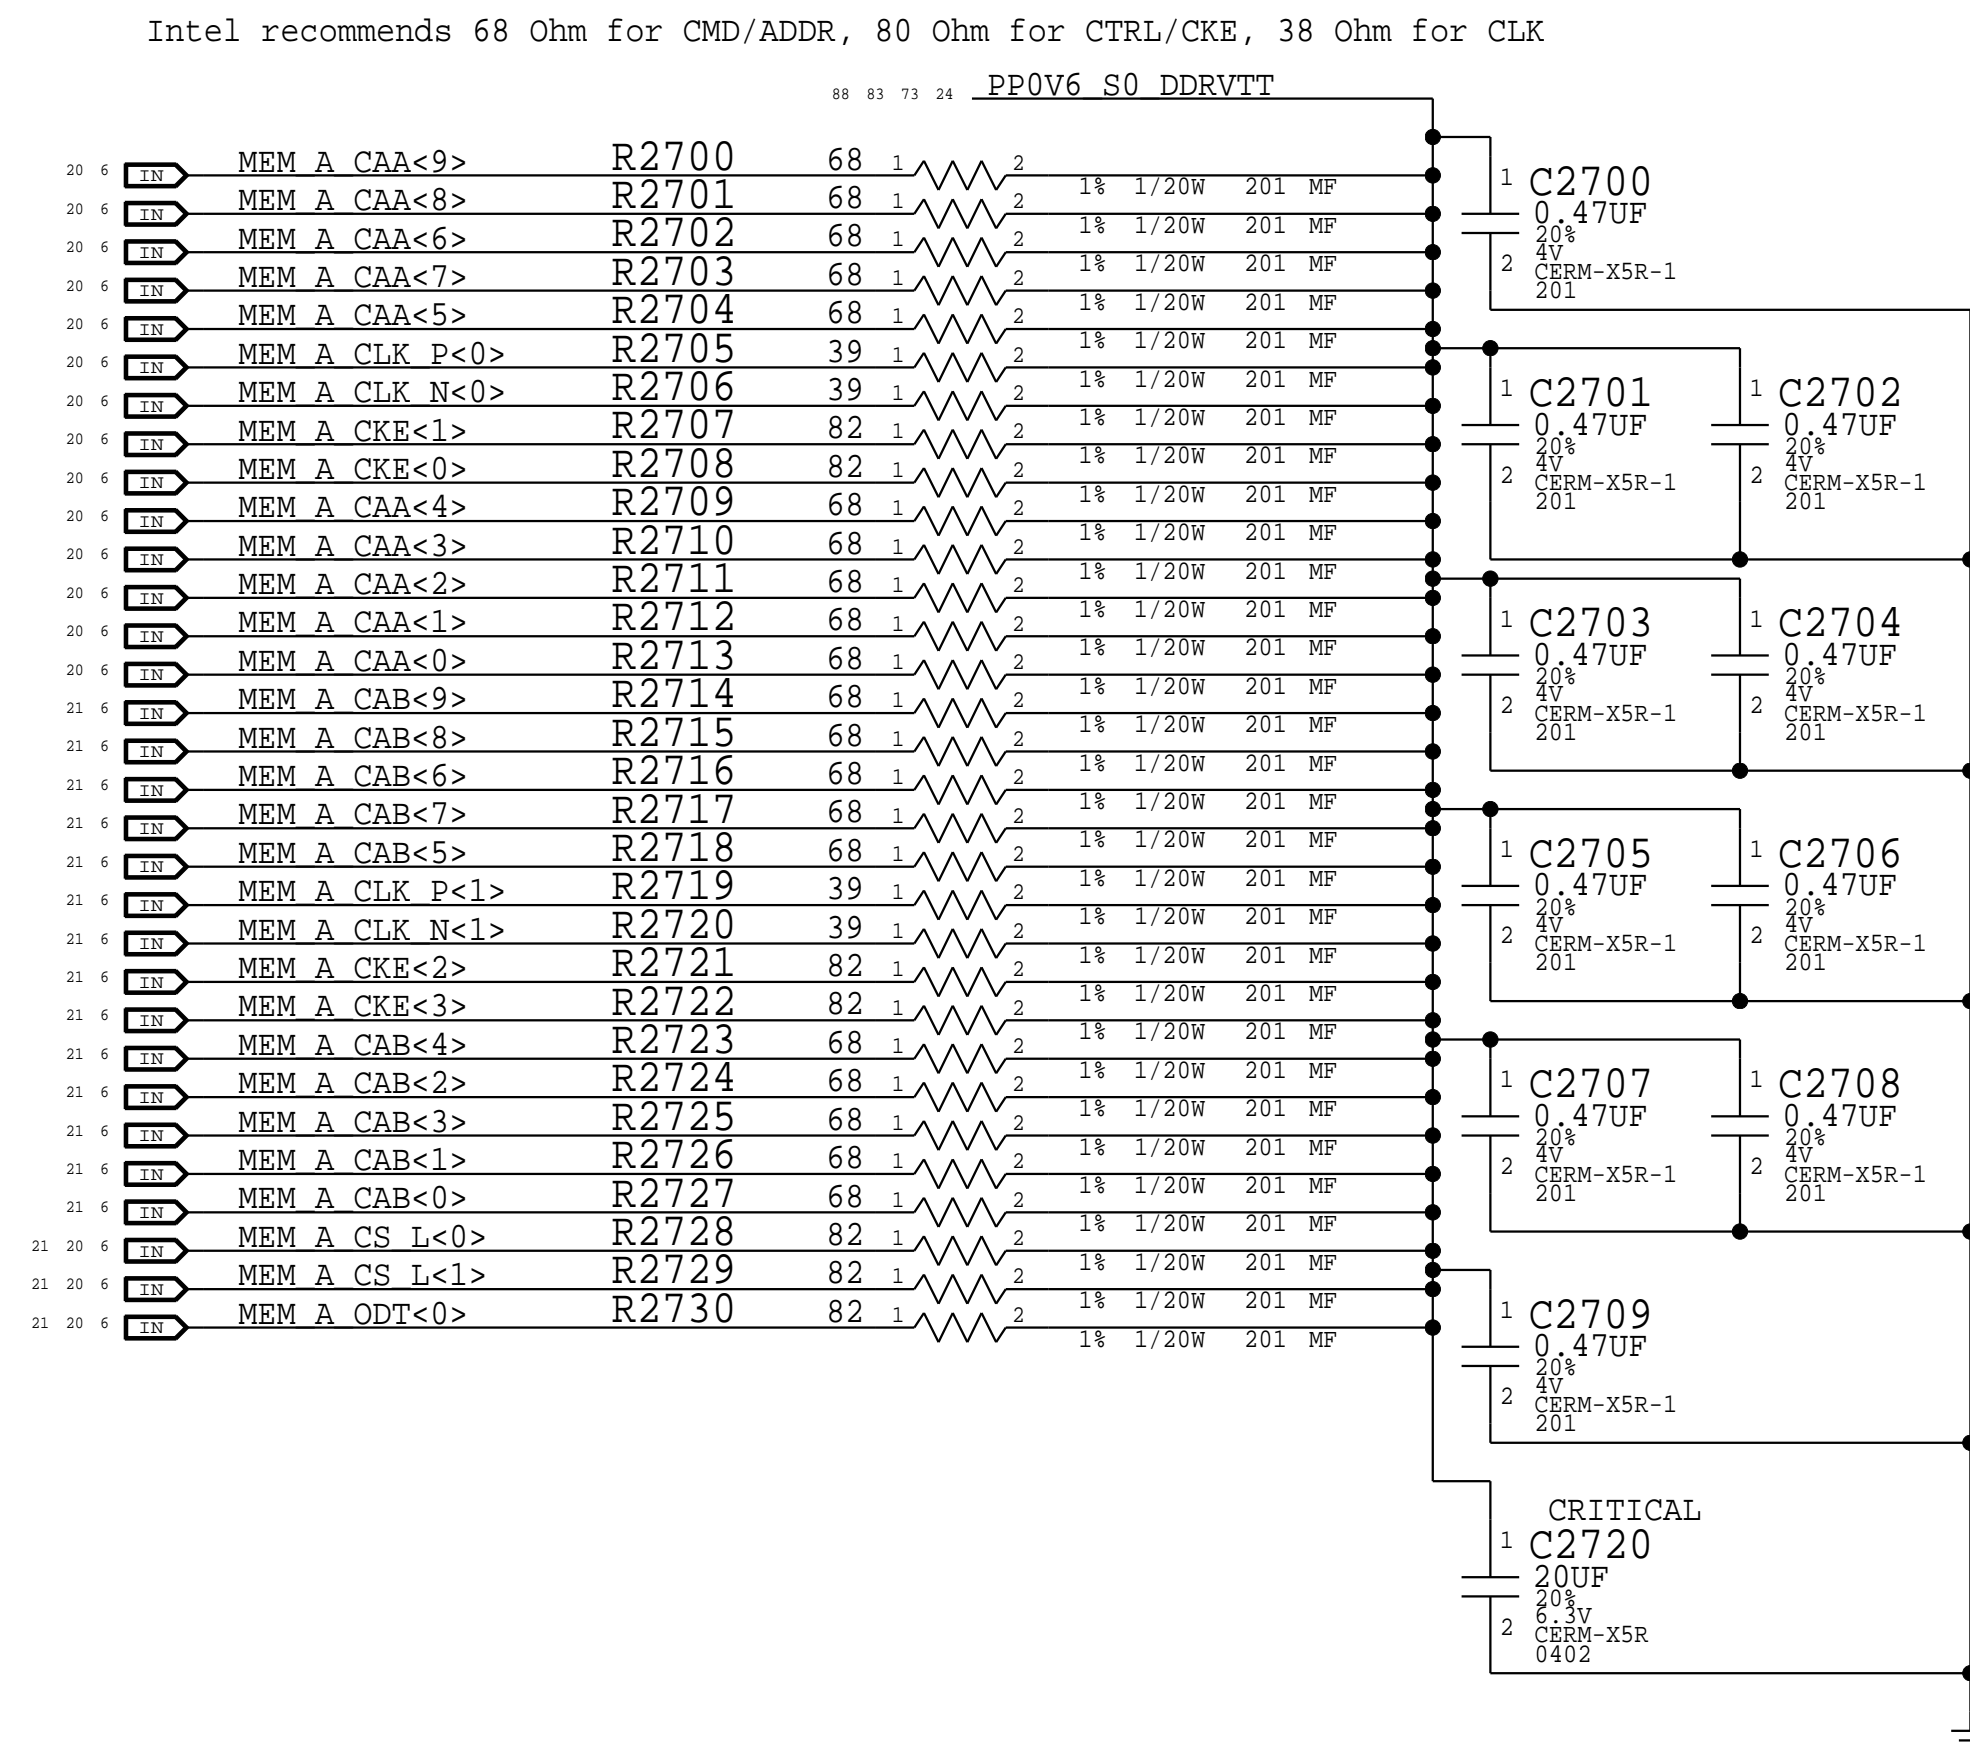 Intel recommends 68 Ohm for CMD/ADDR, 80 Ohm for CTRL/CKE, 38 Ohm for CLK
88 83 73 24 PP0V6_S0_DDRVTT
20 6 IN MEM_A_CAA<9> R2700 68 1 2 1% 1/20W 201 MF
20 6 IN MEM_A_CAA<8> R2701 68 1 2 1% 1/20W 201 MF
20 6 IN MEM_A_CAA<6> R2702 68 1 2 1% 1/20W 201 MF
20 6 IN MEM_A_CAA<7> R2703 68 1 2 1% 1/20W 201 MF
20 6 IN MEM_A_CAA<5> R2704 68 1 2 1% 1/20W 201 MF
20 6 IN MEM_A_CLK_P<0> R2705 39 1 2 1% 1/20W 201 MF
20 6 IN MEM_A_CLK_N<0> R2706 39 1 2 1% 1/20W 201 MF
20 6 IN MEM_A_CKE<1> R2707 82 1 2 1% 1/20W 201 MF
20 6 IN MEM_A_CKE<0> R2708 82 1 2 1% 1/20W 201 MF
20 6 IN MEM_A_CAA<4> R2709 68 1 2 1% 1/20W 201 MF
20 6 IN MEM_A_CAA<3> R2710 68 1 2 1% 1/20W 201 MF
20 6 IN MEM_A_CAA<2> R2711 68 1 2 1% 1/20W 201 MF
20 6 IN MEM_A_CAA<1> R2712 68 1 2 1% 1/20W 201 MF
20 6 IN MEM_A_CAA<0> R2713 68 1 2 1% 1/20W 201 MF
21 6 IN MEM_A_CAB<9> R2714 68 1 2 1% 1/20W 201 MF
21 6 IN MEM_A_CAB<8> R2715 68 1 2 1% 1/20W 201 MF
21 6 IN MEM_A_CAB<6> R2716 68 1 2 1% 1/20W 201 MF
21 6 IN MEM_A_CAB<7> R2717 68 1 2 1% 1/20W 201 MF
21 6 IN MEM_A_CAB<5> R2718 68 1 2 1% 1/20W 201 MF
21 6 IN MEM_A_CLK_P<1> R2719 39 1 2 1% 1/20W 201 MF
21 6 IN MEM_A_CLK_N<1> R2720 39 1 2 1% 1/20W 201 MF
21 6 IN MEM_A_CKE<2> R2721 82 1 2 1% 1/20W 201 MF
21 6 IN MEM_A_CKE<3> R2722 82 1 2 1% 1/20W 201 MF
21 6 IN MEM_A_CAB<4> R2723 68 1 2 1% 1/20W 201 MF
21 6 IN MEM_A_CAB<2> R2724 68 1 2 1% 1/20W 201 MF
21 6 IN MEM_A_CAB<3> R2725 68 1 2 1% 1/20W 201 MF
21 6 IN MEM_A_CAB<1> R2726 68 1 2 1% 1/20W 201 MF
21 6 IN MEM_A_CAB<0> R2727 68 1 2 1% 1/20W 201 MF
21 20 6 IN MEM_A_CS_L<0> R2728 82 1 2 1% 1/20W 201 MF
21 20 6 IN MEM_A_CS_L<1> R2729 82 1 2 1% 1/20W 201 MF
21 20 6 IN MEM_A_ODT<0> R2730 82 1 2 1% 1/20W 201 MF
1 C2700
0.47UF
20%
4V
2 CERM-X5R-1
201
1 C2701 1 C2702
0.47UF 0.47UF
20% 20%
4V 4V
2 CERM-X5R-1 2 CERM-X5R-1
201 201
1 C2703 1 C2704
0.47UF 0.47UF
20% 20%
4V 4V
2 CERM-X5R-1 2 CERM-X5R-1
201 201
1 C2705 1 C2706
0.47UF 0.47UF
20% 20%
4V 4V
2 CERM-X5R-1 2 CERM-X5R-1
201 201
1 C2707 1 C2708
0.47UF 0.47UF
20% 20%
4V 4V
2 CERM-X5R-1 2 CERM-X5R-1
201 201
1 C2709
0.47UF
20%
4V
2 CERM-X5R-1
201
CRITICAL
1 C2720
20UF
20%
6.3V
2 CERM-X5R
0402